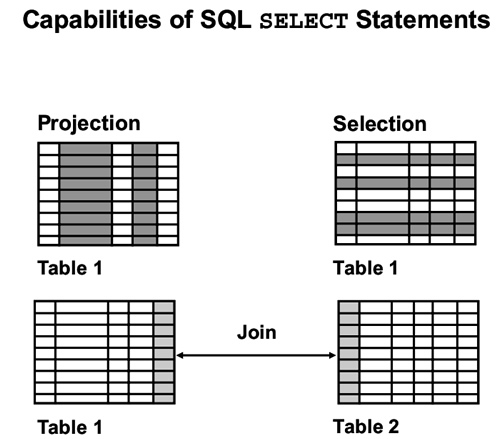 Capabilities of SQL SELECT Statements
Projection
Selection
Table 1
Table 1
Join
Table 1
Table 2